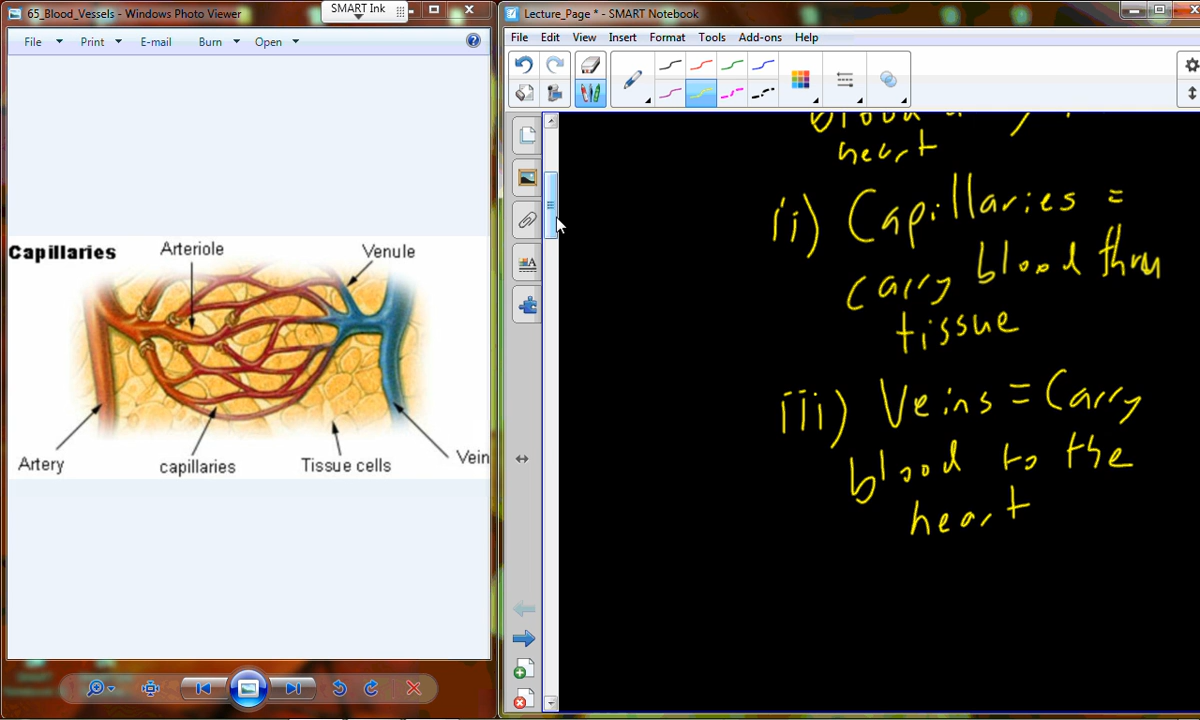 65_Blood_Vessels - Windows Photo Viewer
SMART Ink
File Print E-mail Burn Open
Capillaries
Arteriole
Venule
Artery
capillaries
Tissue cells
Vein
Lecture_Page * - SMART Notebook
File Edit View Insert Format Tools Add-ons Help
blood
heart
ii) Capillaries =
carry blood thru
tissue
iii) Veins = Carry
blood to the
heart